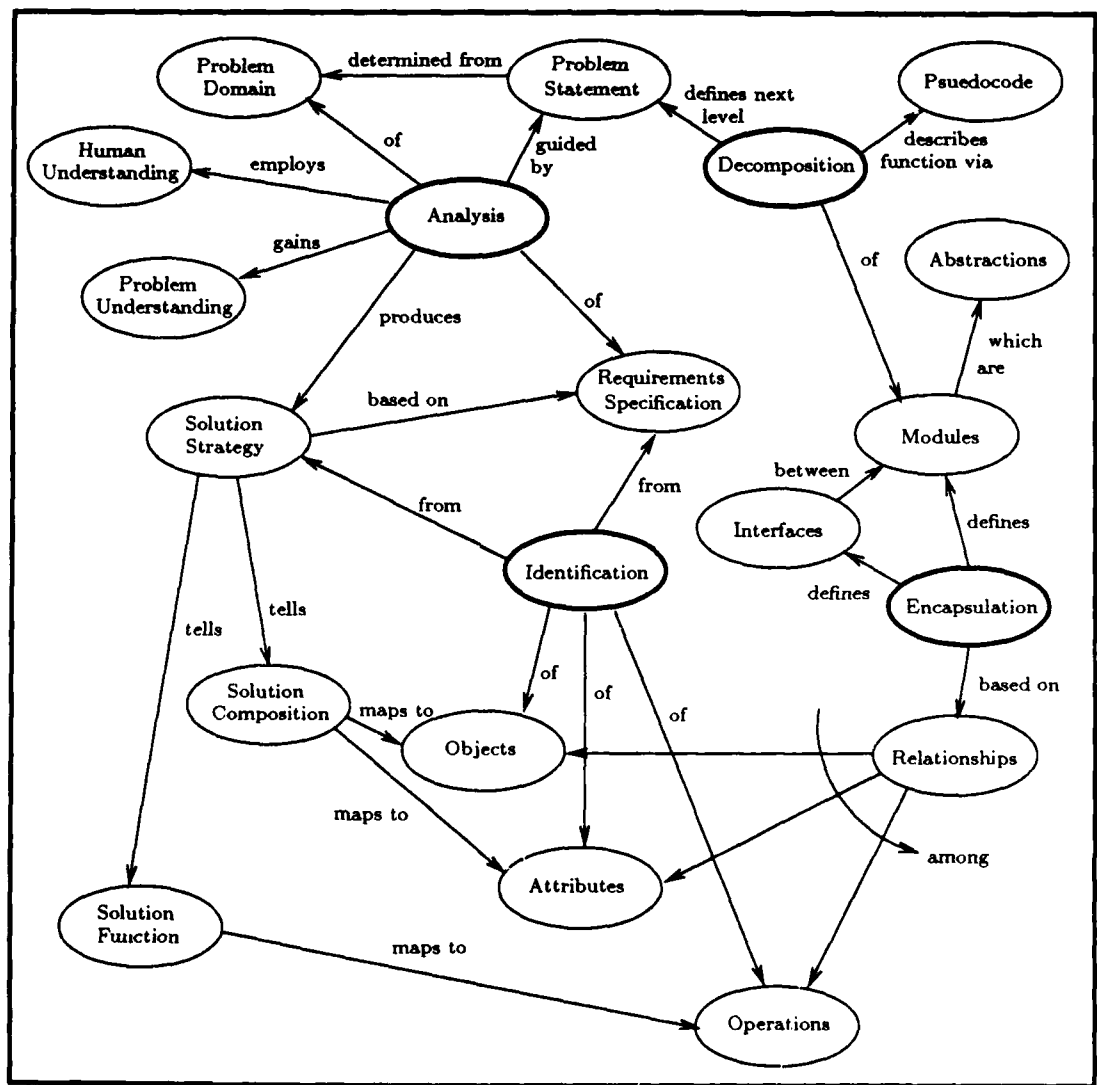 Problem
Domain
determined from
Problem
Statement
defines next
level
Psuedocode
Human
Understanding
employs
of
guided
by
Decomposition
describes
function via
Analysis
gains
of
Abstractions
Problem
Understanding
produces
of
which
are
Solution
Strategy
based on
Requirements
Specification
Modules
between
from
from
Interfaces
defines
Identification
defines
Encapsulation
tells
tells
of
of
of
based on
Solution
Composition
maps to
Objects
Relationships
maps to
among
Attributes
Solution
Function
maps to
Operations